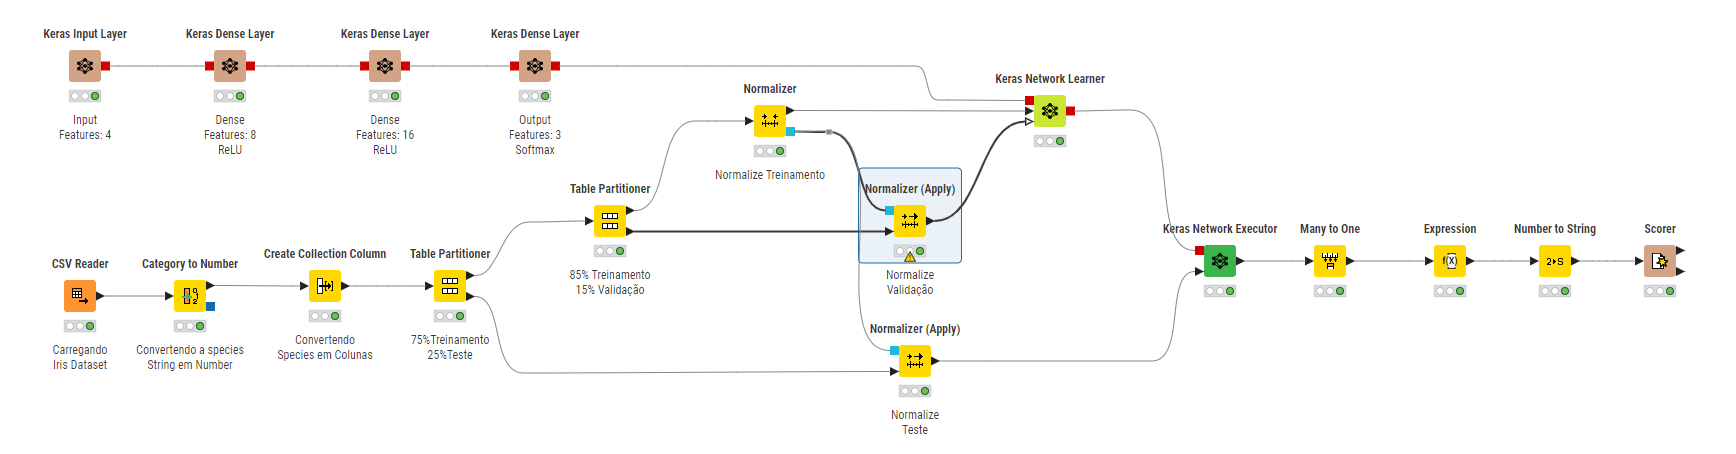 Keras Input Layer
Input
Features: 4
Keras Dense Layer
Dense
Features: 8
ReLU
Keras Dense Layer
Dense
Features: 16
ReLU
Keras Dense Layer
Output
Features: 3
Softmax
Keras Network Learner
Normalizer
Normalize Treinamento
Table Partitioner
85% Treinamento
15% Validação
Normalizer (Apply)
Normalize
Validação
CSV Reader
Carregando
Iris Dataset
Category to Number
Convertendo a species
String em Number
Create Collection Column
Convertendo
Species em Colunas
Table Partitioner
75%Treinamento
25%Teste
Normalizer (Apply)
Normalize
Teste
Keras Network Executor
Many to One
Expression
f(X)
Number to String
2▸S
Scorer